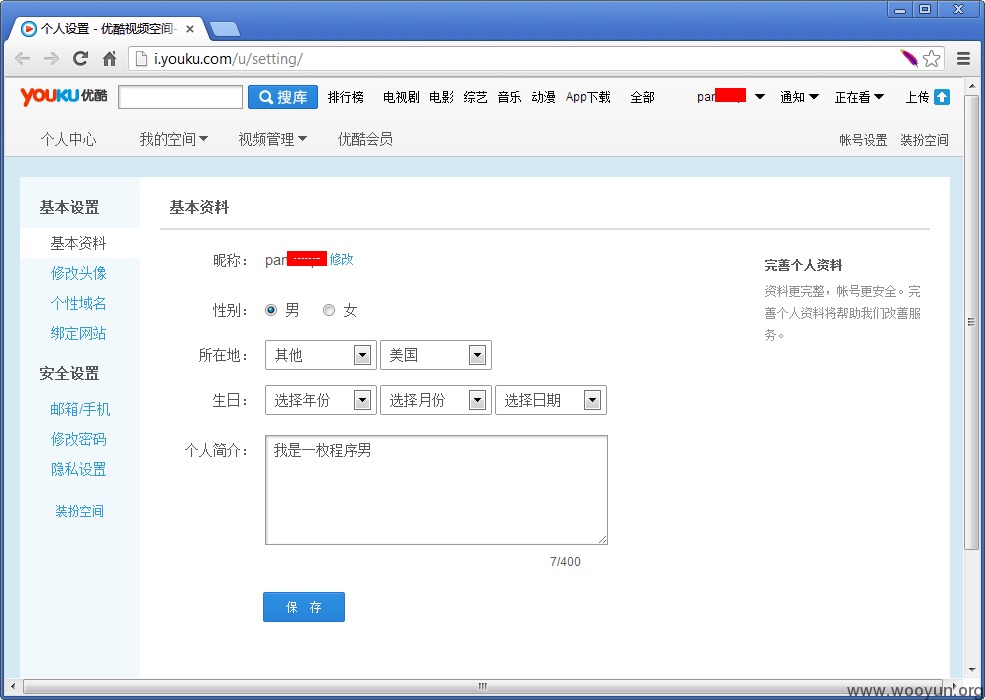 个人设置 - 优酷视频空间-
i.youku.com/u/setting/
YOUKU优酷 搜库 排行榜 电视剧 电影 综艺 音乐 动漫 App下载 全部 par 通知 正在看 上传
个人中心 我的空间 视频管理 优酷会员 帐号设置 装扮空间
基本设置
基本资料
修改头像
个性域名
绑定网站
安全设置
邮箱/手机
修改密码
隐私设置
装扮空间
基本资料
昵称： par 修改
性别： 男 女
所在地： 其他 美国
生日： 选择年份 选择月份 选择日期
个人简介： 我是一枚程序男
7/400
保 存
完善个人资料
资料更完整，帐号更安全。完
善个人资料将帮助我们改善服
务。
www.wooyun.org